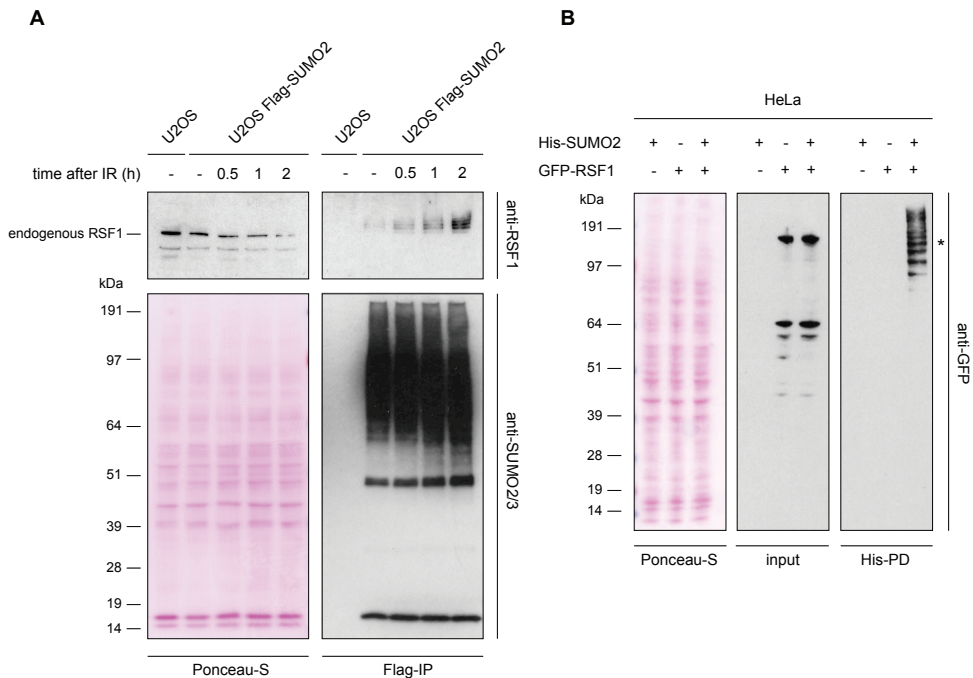 A
U2OS
U2OS Flag-SUMO2
U2OS
U2OS Flag-SUMO2
time after IR (h)
- - 0.5 1 2
- - 0.5 1 2
endogenous RSF1
anti-RSF1
kDa
191
97
64
51
39
28
19
14
anti-SUMO2/3
Ponceau-S
Flag-IP
B
HeLa
His-SUMO2 + - + + - + + - +
GFP-RSF1 - + + - + + - + +
kDa
191
97
64
51
39
28
19
14
*
anti-GFP
Ponceau-S
input
His-PD